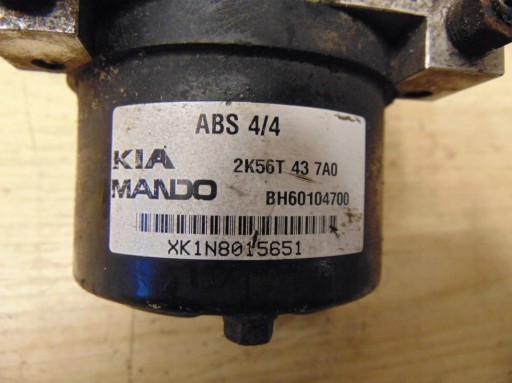 ABS 4/4
KIA 2K56T 43 7A0
MANDO BH60104700
XK1N8015651